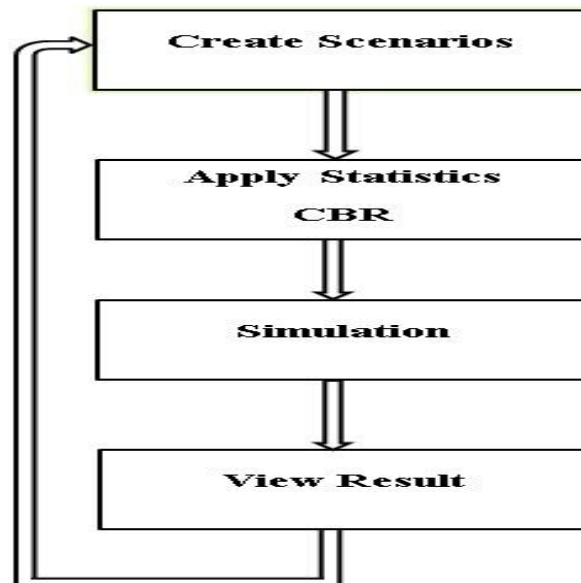 Create Scenarios
Apply Statistics
CBR
Simulation
View Result